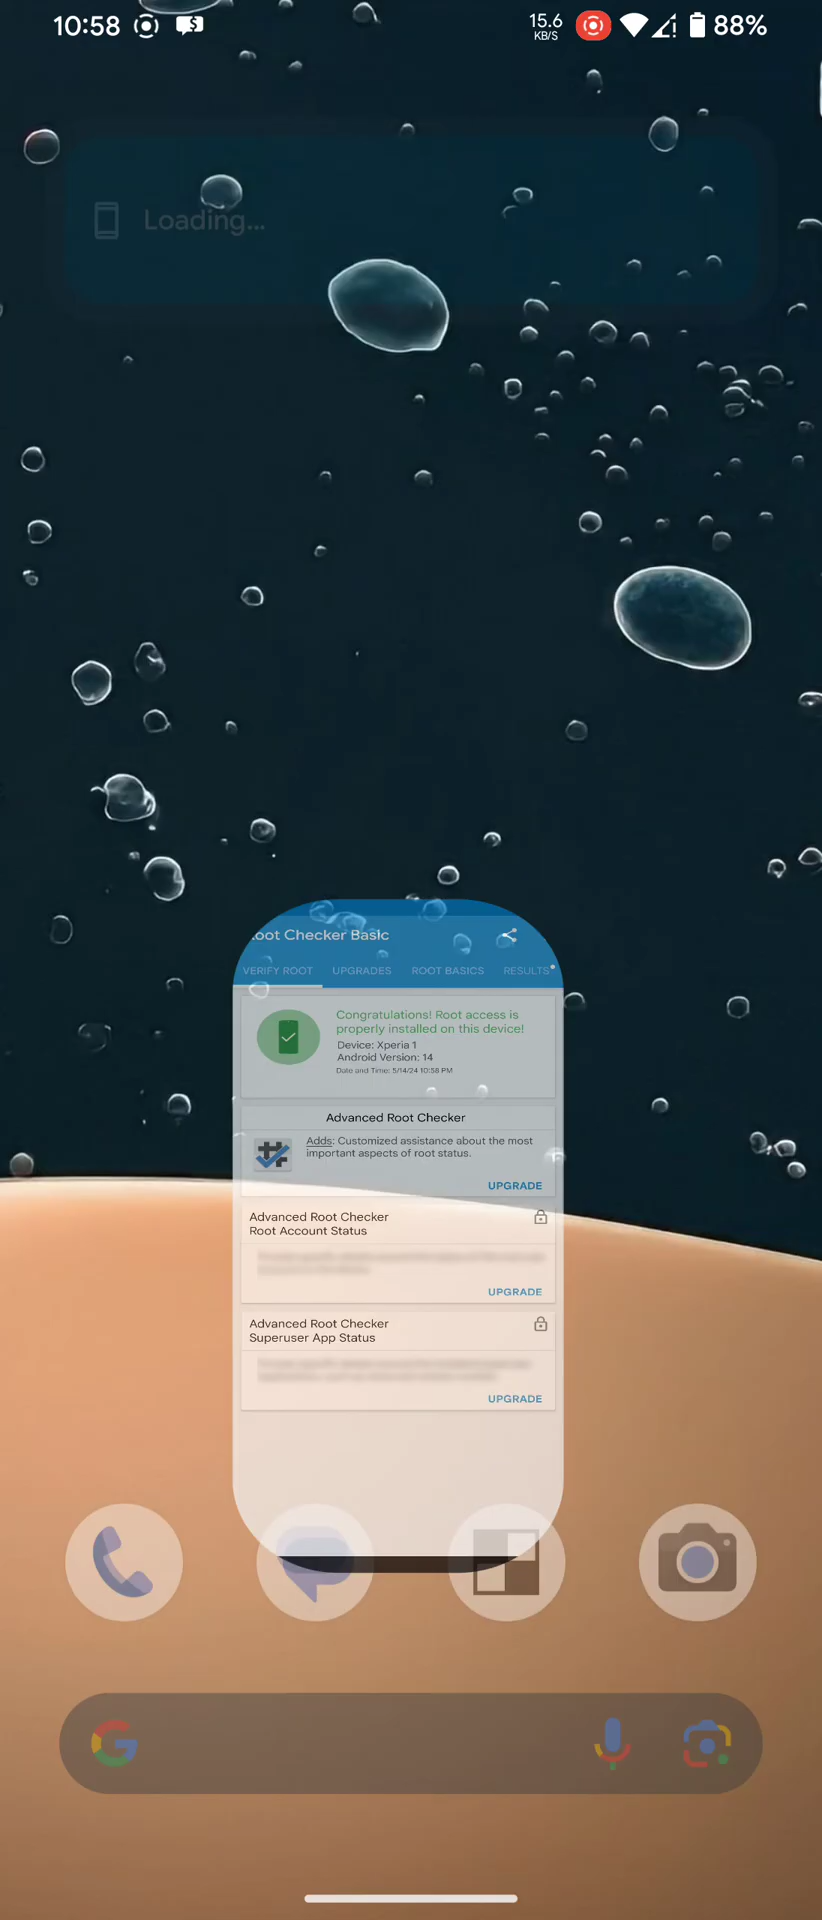 10:58
15.6
KB/S
88%
Loading...
oot Checker Basic
VERIFY ROOT
UPGRADES
ROOT BASICS
RESULTS
Congratulations! Root access is
properly installed on this device!
Device: Xperia 1
Android Version: 14
Date and Time: 5/14/24 10:58 PM
Advanced Root Checker
Adds: Customized assistance about the most
important aspects of root status.
UPGRADE
Advanced Root Checker
Root Account Status
UPGRADE
Advanced Root Checker
Superuser App Status
UPGRADE